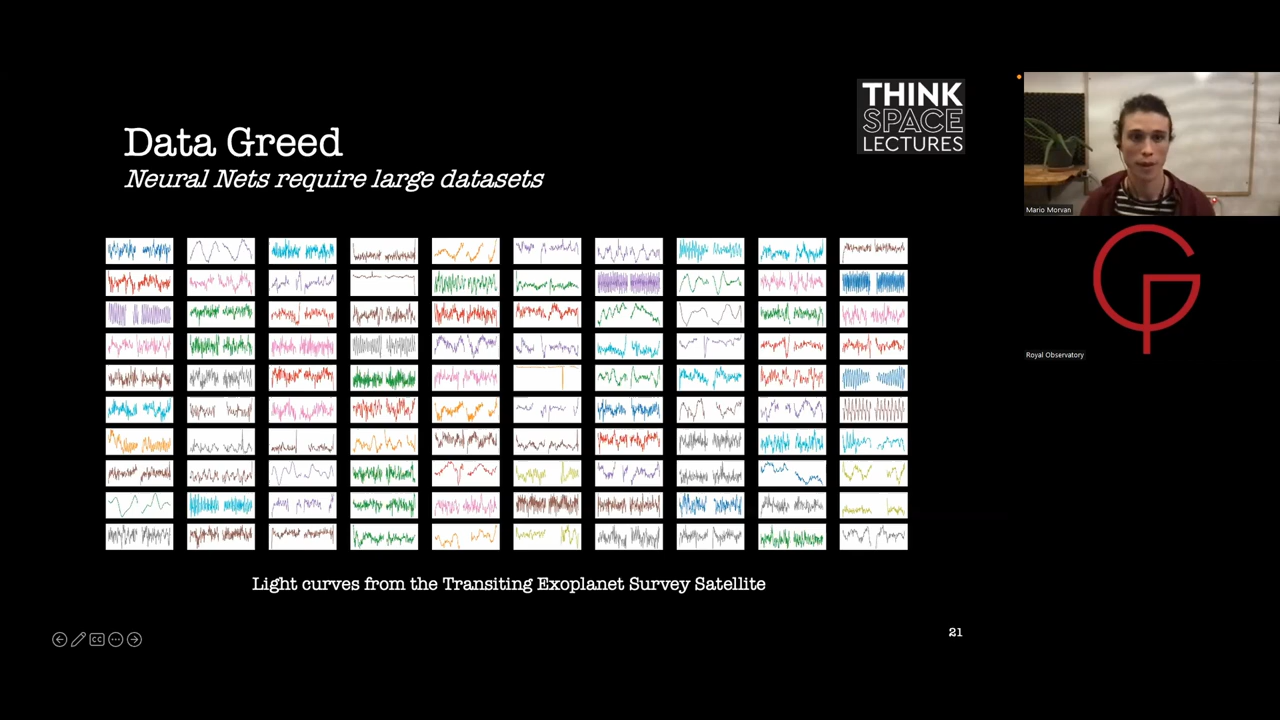 THINK
SPACE
LECTURES
Data Greed
Neural Nets require large datasets
Mario Morvan
Royal Observatory
Light curves from the Transiting Exoplanet Survey Satellite
21
CC